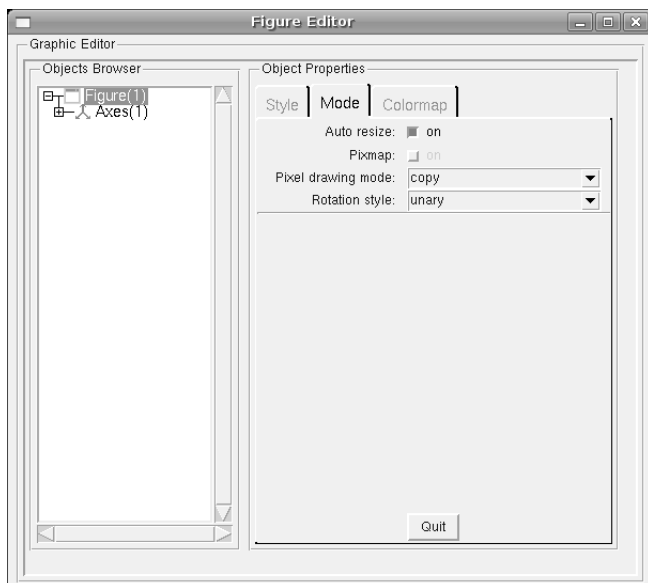 Figure Editor
Graphic Editor
Objects Browser
Figure(1)
Axes(1)
Object Properties
Style Mode Colormap
Auto resize: on
Pixmap: on
Pixel drawing mode: copy
Rotation style: unary
Quit